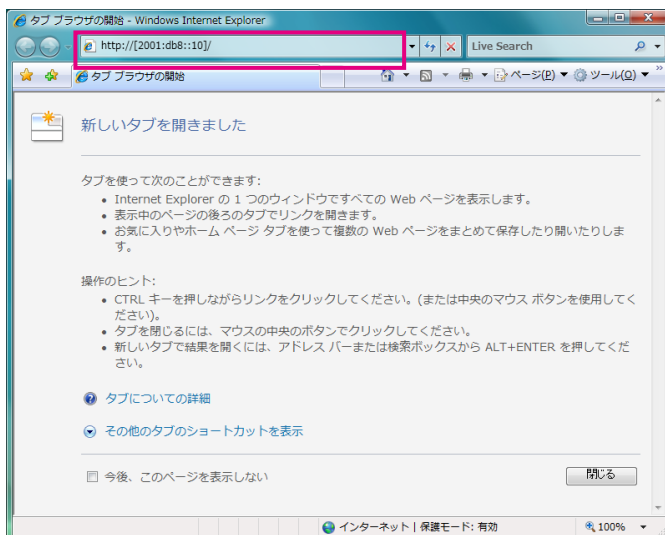 タブ ブラウザの開始 - Windows Internet Explorer
http://[2001:db8::10]/
Live Search
タブ ブラウザの開始
ページ(P)
ツール(O)
新しいタブを開きました
タブを使って次のことができます:
• Internet Explorer の 1 つのウィンドウですべての Web ページを表示します。
• 表示中のページの後ろのタブでリンクを開きます。
• お気に入りやホーム ページ タブを使って複数の Web ページをまとめて保存したり開いたりしま
す。
操作のヒント:
• CTRL キーを押しながらリンクをクリックしてください。(または中央のマウス ボタンを使用してく
ださい)。
• タブを閉じるには、マウスの中央のボタンでクリックしてください。
• 新しいタブで結果を開くには、アドレス バーまたは検索ボックスから ALT+ENTER を押してくだ
さい。
タブについての詳細
その他のタブのショートカットを表示
今後、このページを表示しない
閉じる
インターネット | 保護モード: 有効
100%